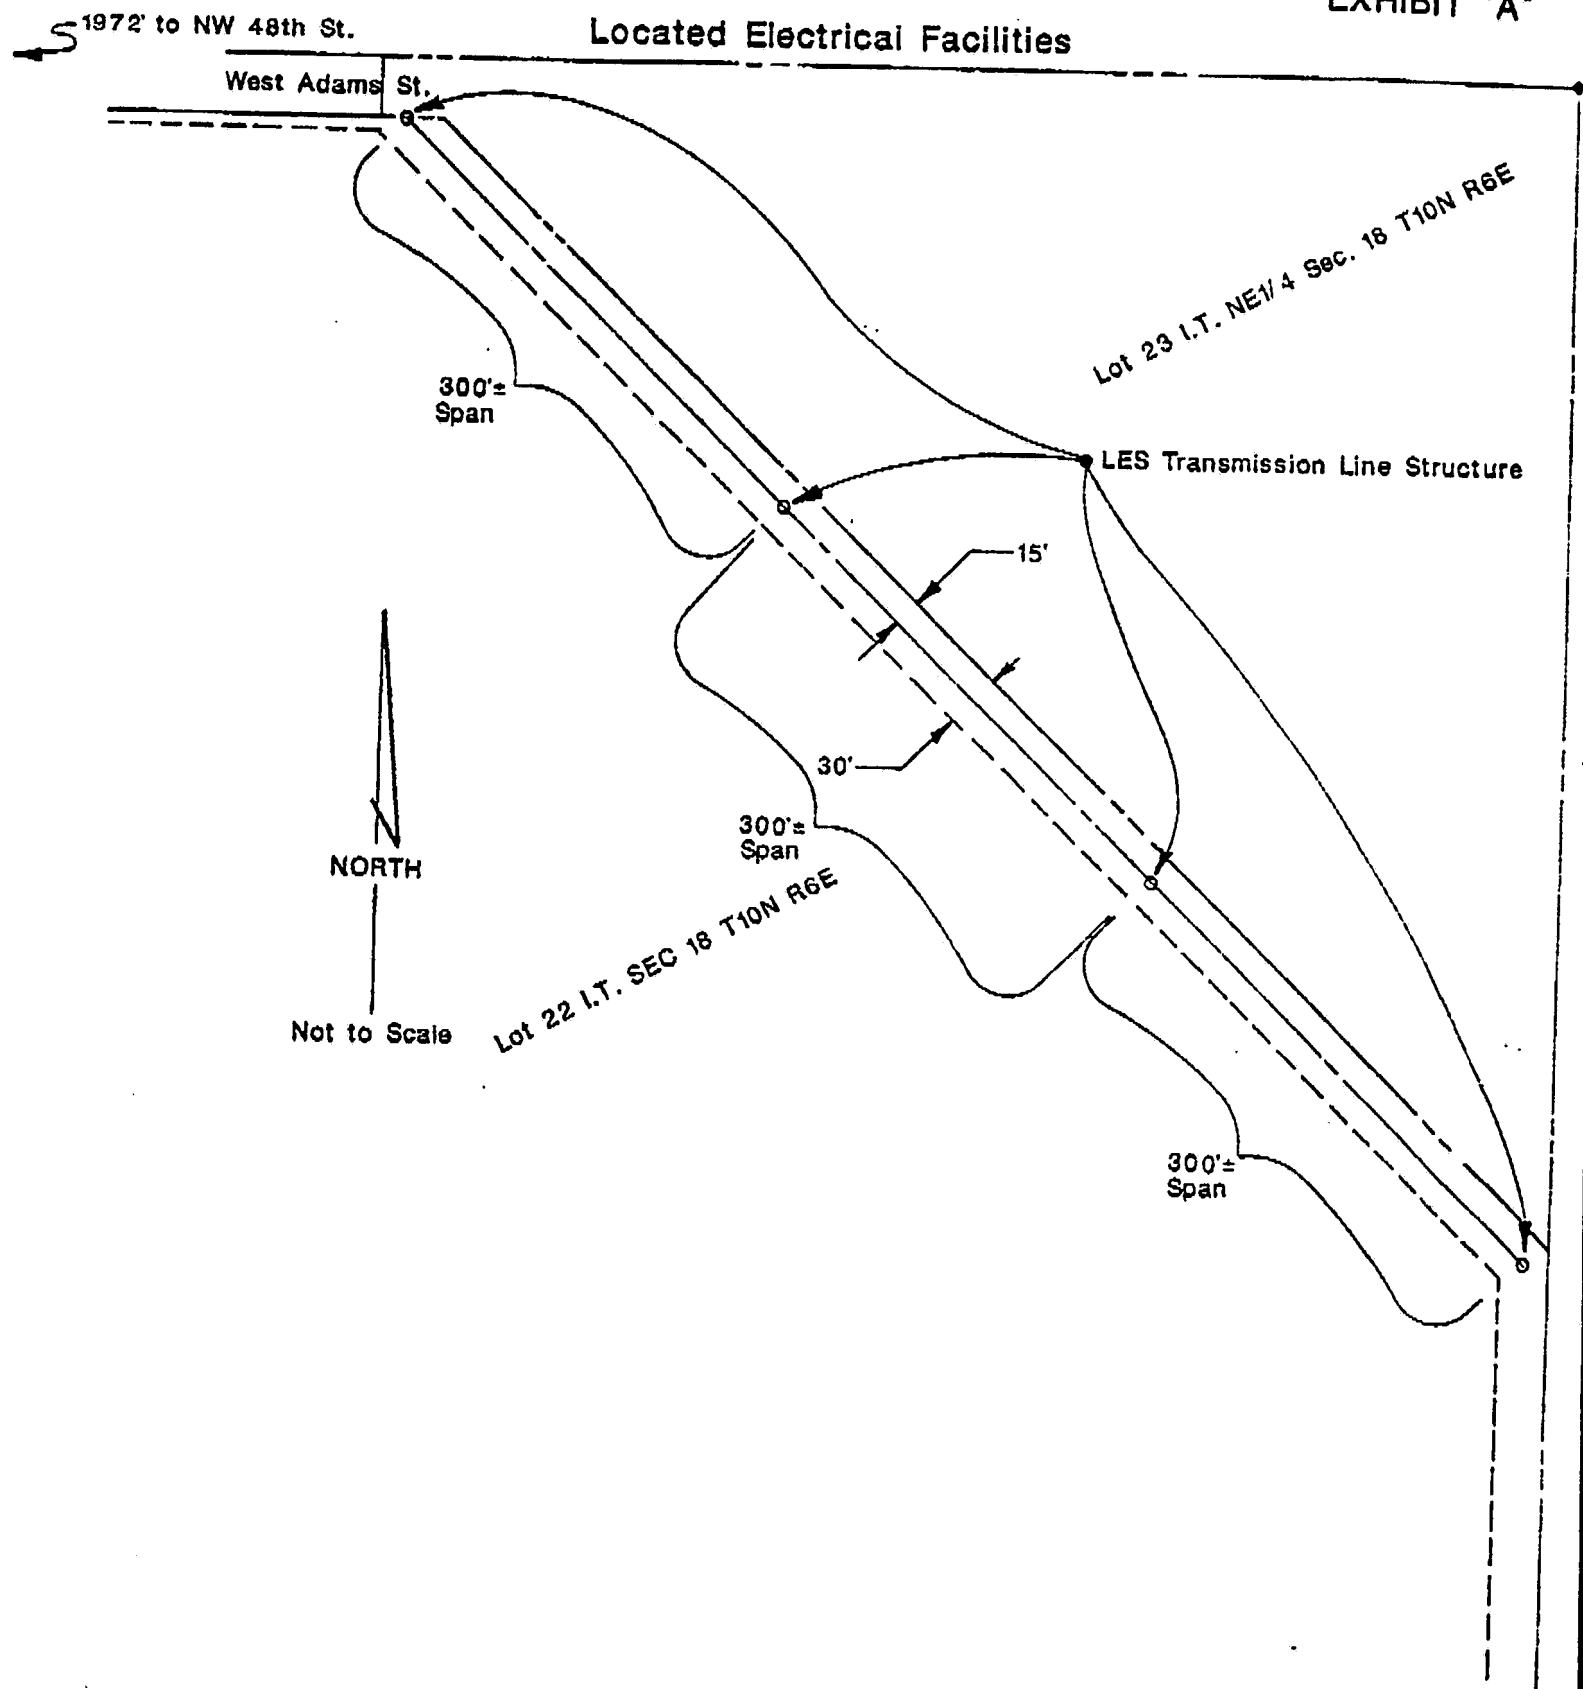 EXHIBIT "A"
1972' to NW 48th St.
Located Electrical Facilities
West Adams St.
Lot 23 I.T. NE1/4 Sec. 18 T10N R6E
300'±
Span
LES Transmission Line Structure
15'
30'
300'±
Span
NORTH
Lot 22 I.T. SEC 18 T10N R6E
Not to Scale
300'±
Span